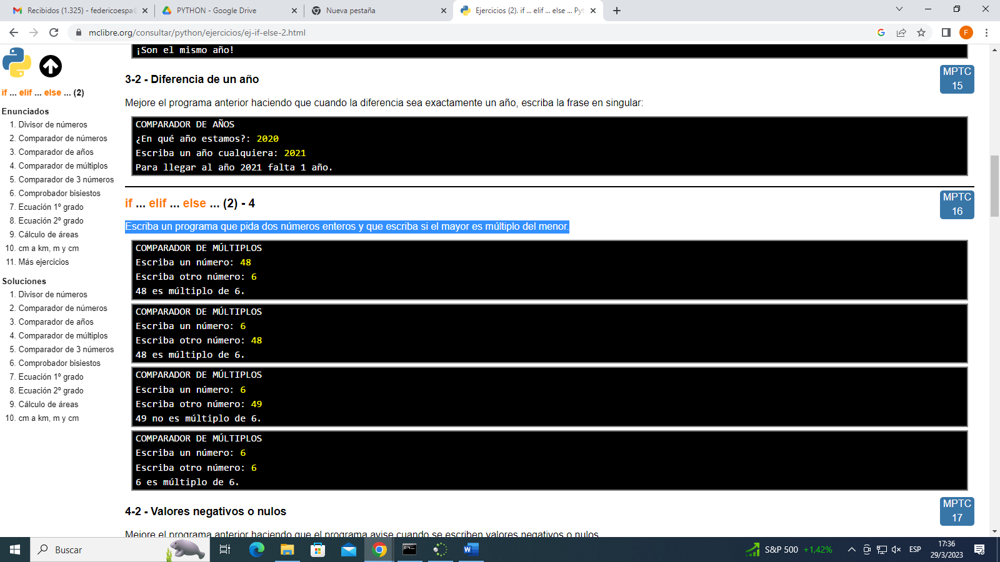 Recibidos (1.325) - federicoespa
PYTHON - Google Drive
Nueva pestaña
Ejercicios (2). if ... elif ... else ... Pyt
mclibre.org/consultar/python/ejercicios/ej-if-else-2.html
F
if ... elif ... else ... (2)
Enunciados
1. Divisor de números
2. Comparador de números
3. Comparador de años
4. Comparador de múltiplos
5. Comparador de 3 números
6. Comprobador bisiestos
7. Ecuación 1º grado
8. Ecuación 2º grado
9. Cálculo de áreas
10. cm a km, m y cm
11. Más ejercicios
Soluciones
1. Divisor de números
2. Comparador de números
3. Comparador de años
4. Comparador de múltiplos
5. Comparador de 3 números
6. Comprobador bisiestos
7. Ecuación 1º grado
8. Ecuación 2º grado
9. Cálculo de áreas
10. cm a km, m y cm
¡Son el mismo año!
3-2 - Diferencia de un año
MPTC
15
Mejore el programa anterior haciendo que cuando la diferencia sea exactamente un año, escriba la frase en singular:
COMPARADOR DE AÑOS
¿En qué año estamos?: 2020
Escriba un año cualquiera: 2021
Para llegar al año 2021 falta 1 año.
if ... elif ... else ... (2) - 4
MPTC
16
Escriba un programa que pida dos números enteros y que escriba si el mayor es múltiplo del menor.
COMPARADOR DE MÚLTIPLOS
Escriba un número: 48
Escriba otro número: 6
48 es múltiplo de 6.
COMPARADOR DE MÚLTIPLOS
Escriba un número: 6
Escriba otro número: 48
48 es múltiplo de 6.
COMPARADOR DE MÚLTIPLOS
Escriba un número: 6
Escriba otro número: 49
49 no es múltiplo de 6.
COMPARADOR DE MÚLTIPLOS
Escriba un número: 6
Escriba otro número: 6
6 es múltiplo de 6.
4-2 - Valores negativos o nulos
MPTC
17
Mejore el programa anterior haciendo que el programa avise cuando se escriben valores negativos o nulos
Buscar
S&P 500 +1,42%
ESP
17:36
29/3/2023